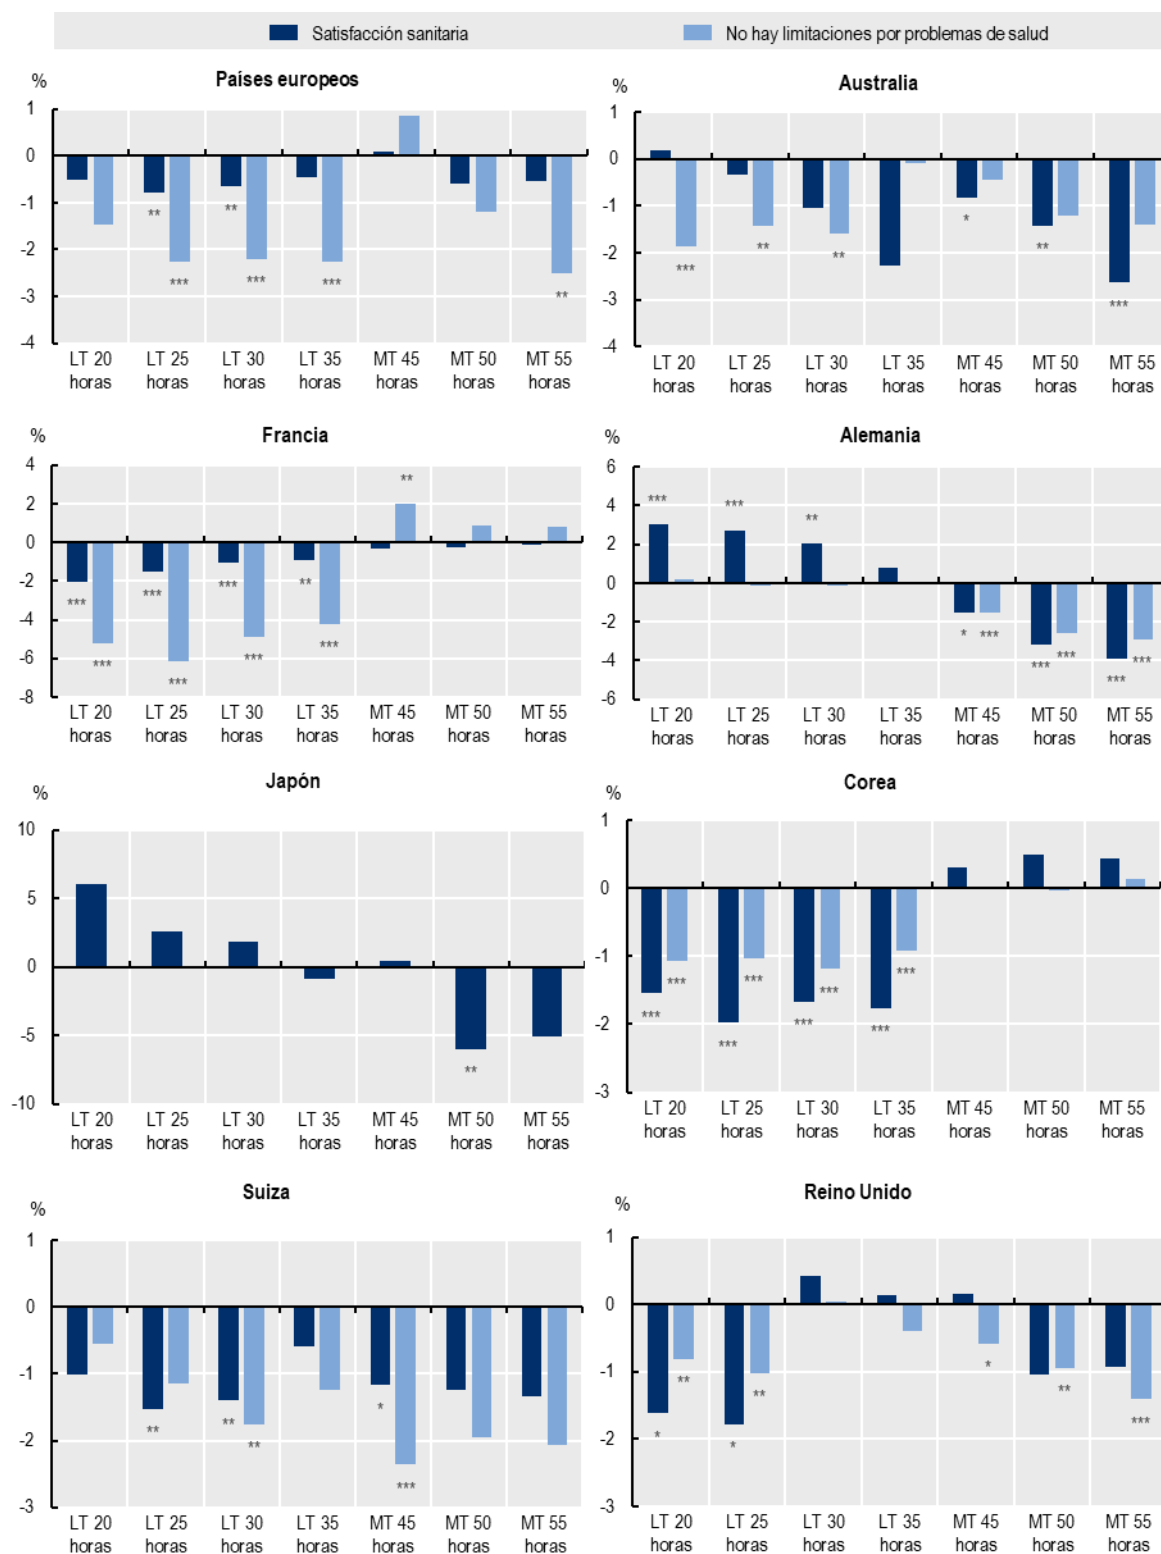 Satisfacción sanitaria
No hay limitaciones por problemas de salud
Países europeos
%
1
0
-1
-2
-3
-4
** ** *** *** *** **
LT 20 horas
LT 25 horas
LT 30 horas
LT 35 horas
MT 45 horas
MT 50 horas
MT 55 horas
Australia
%
1
0
-1
-2
-3
-4
*** ** ** * ** ***
LT 20 horas
LT 25 horas
LT 30 horas
LT 35 horas
MT 45 horas
MT 50 horas
MT 55 horas
Francia
%
4
2
0
-2
-4
-6
-8
*** *** *** *** *** *** ** *** **
LT 20 horas
LT 25 horas
LT 30 horas
LT 35 horas
MT 45 horas
MT 50 horas
MT 55 horas
Alemania
%
6
4
2
0
-2
-4
-6
*** *** ** * *** *** *** *** ***
LT 20 horas
LT 25 horas
LT 30 horas
LT 35 horas
MT 45 horas
MT 50 horas
MT 55 horas
Japón
%
10
5
0
-5
-10
**
LT 20 horas
LT 25 horas
LT 30 horas
LT 35 horas
MT 45 horas
MT 50 horas
MT 55 horas
Corea
%
1
0
-1
-2
-3
*** *** *** *** *** *** *** ***
LT 20 horas
LT 25 horas
LT 30 horas
LT 35 horas
MT 45 horas
MT 50 horas
MT 55 horas
Suiza
%
1
0
-1
-2
-3
** ** ** * ***
LT 20 horas
LT 25 horas
LT 30 horas
LT 35 horas
MT 45 horas
MT 50 horas
MT 55 horas
Reino Unido
%
1
0
-1
-2
-3
* ** * ** * ** ***
LT 20 horas
LT 25 horas
LT 30 horas
LT 35 horas
MT 45 horas
MT 50 horas
MT 55 horas